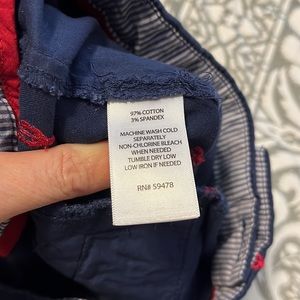 97% COTTON
3% SPANDEX
MACHINE WASH COLD
SEPARATELY
NON-CHLORINE BLEACH
WHEN NEEDED
TUMBLE DRY LOW
LOW IRON IF NEEDED
RN# 59478